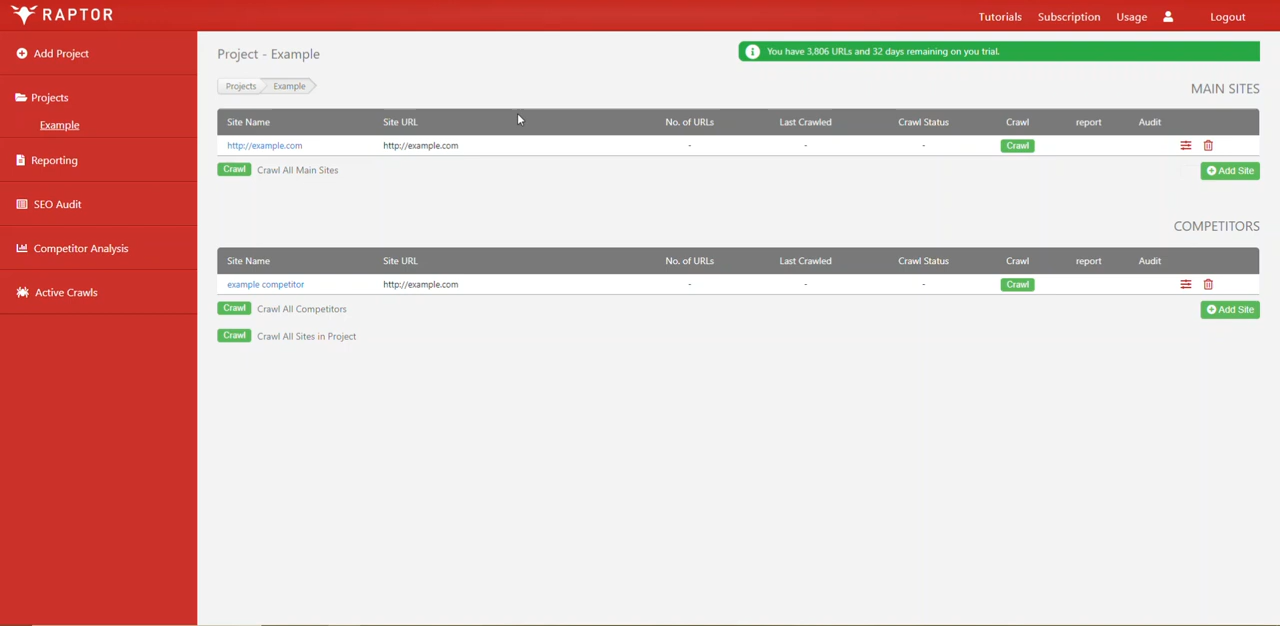 RAPTOR
Tutorials Subscription Usage Logout
Add Project
Projects
Example
Reporting
SEO Audit
Competitor Analysis
Active Crawls
Project - Example
You have 3,806 URLs and 32 days remaining on you trial.
Projects Example
MAIN SITES
Site Name Site URL No. of URLs Last Crawled Crawl Status Crawl report Audit
http://example.com http://example.com - - - Crawl
Crawl Crawl All Main Sites Add Site
COMPETITORS
Site Name Site URL No. of URLs Last Crawled Crawl Status Crawl report Audit
example competitor http://example.com - - - Crawl
Crawl Crawl All Competitors Add Site
Crawl Crawl All Sites in Project